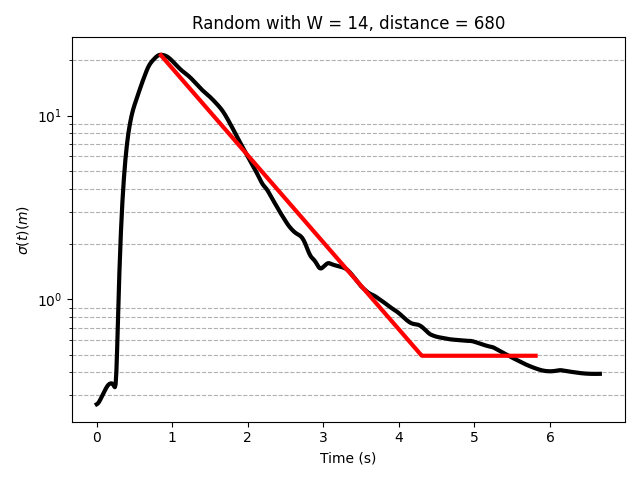 Random with W = 14, distance = 680
σ(t)(m)
10¹
10⁰
0 1 2 3 4 5 6
Time (s)